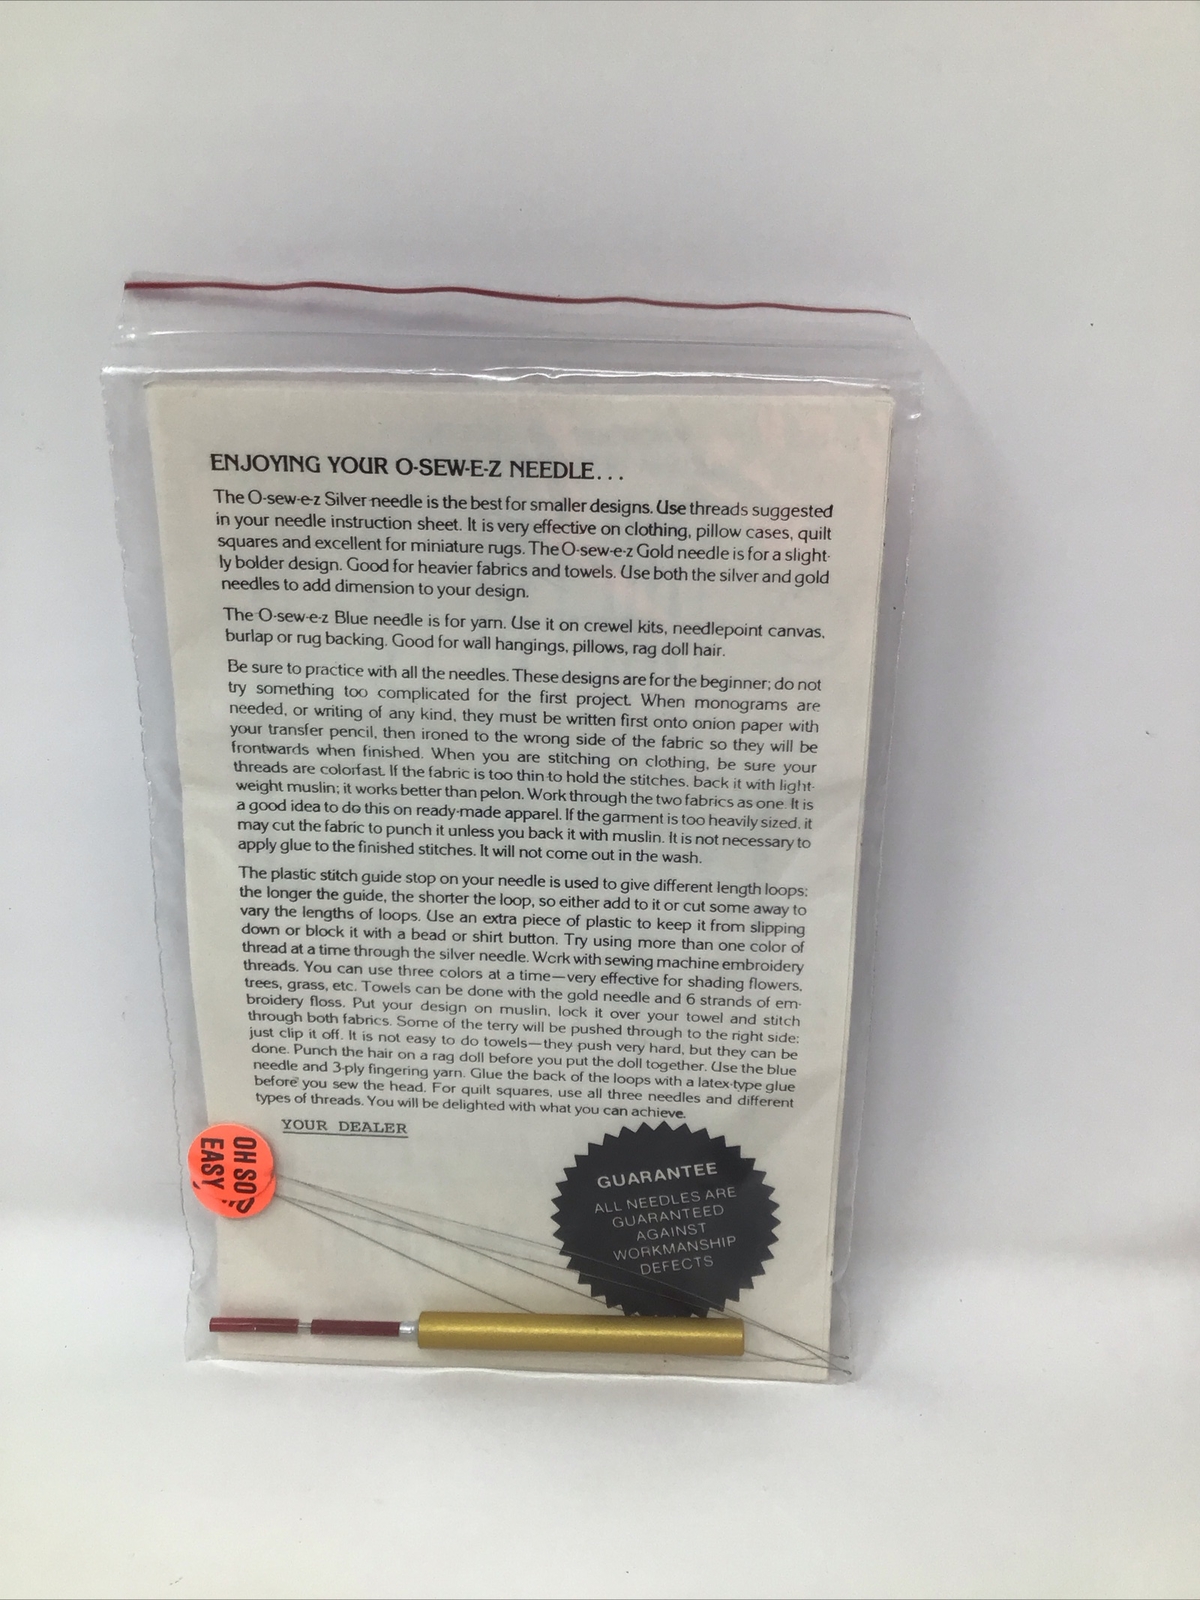 ENJOYING YOUR O-SEW-E-Z NEEDLE...
The O-sew-e-z Silver needle is the best for smaller designs. Use threads suggested
in your needle instruction sheet. It is very effective on clothing, pillow cases, quilt
squares and excellent for miniature rugs. The O-sew-e-z Gold needle is for a slight-
ly bolder design. Good for heavier fabrics and towels. Use both the silver and gold
needles to add dimension to your design.
The O-sew-e-z Blue needle is for yarn. Use it on crewel kits, needlepoint canvas,
burlap or rug backing. Good for wall hangings, pillows, rag doll hair.
Be sure to practice with all the needles. These designs are for the beginner; do not
try something too complicated for the first project. When monograms are
needed, or writing of any kind, they must be written first onto onion paper with
your transfer pencil, then ironed to the wrong side of the fabric so they will be
frontwards when finished. When you are stitching on clothing, be sure your
threads are colorfast. If the fabric is too thin to hold the stitches, back it with light-
weight muslin; it works better than pelon. Work through the two fabrics as one. It is
a good idea to do this on ready-made apparel. If the garment is too heavily sized, it
may cut the fabric to punch it unless you back it with muslin. It is not necessary to
apply glue to the finished stitches. It will not come out in the wash.
The plastic stitch guide stop on your needle is used to give different length loops:
the longer the guide, the shorter the loop, so either add to it or cut some away to
vary the lengths of loops. Use an extra piece of plastic to keep it from slipping
down or block it with a bead or shirt button. Try using more than one color of
thread at a time through the silver needle. Work with sewing machine embroidery
threads. You can use three colors at a time—very effective for shading flowers,
trees, grass, etc. Towels can be done with the gold needle and 6 strands of em-
broidery floss. Put your design on muslin, lock it over your towel and stitch
through both fabrics. Some of the terry will be pushed through to the right side;
just clip it off. It is not easy to do towels—they push very hard, but they can be
done. Punch the hair on a rag doll before you put the doll together. Use the blue
needle and 3-ply fingering yarn. Glue the back of the loops with a latex-type glue
before you sew the head. For quilt squares, use all three needles and different
types of threads. You will be delighted with what you can achieve.
YOUR DEALER
OH SO
EASY
GUARANTEE
ALL NEEDLES ARE
GUARANTEED
AGAINST
WORKMANSHIP
DEFECTS